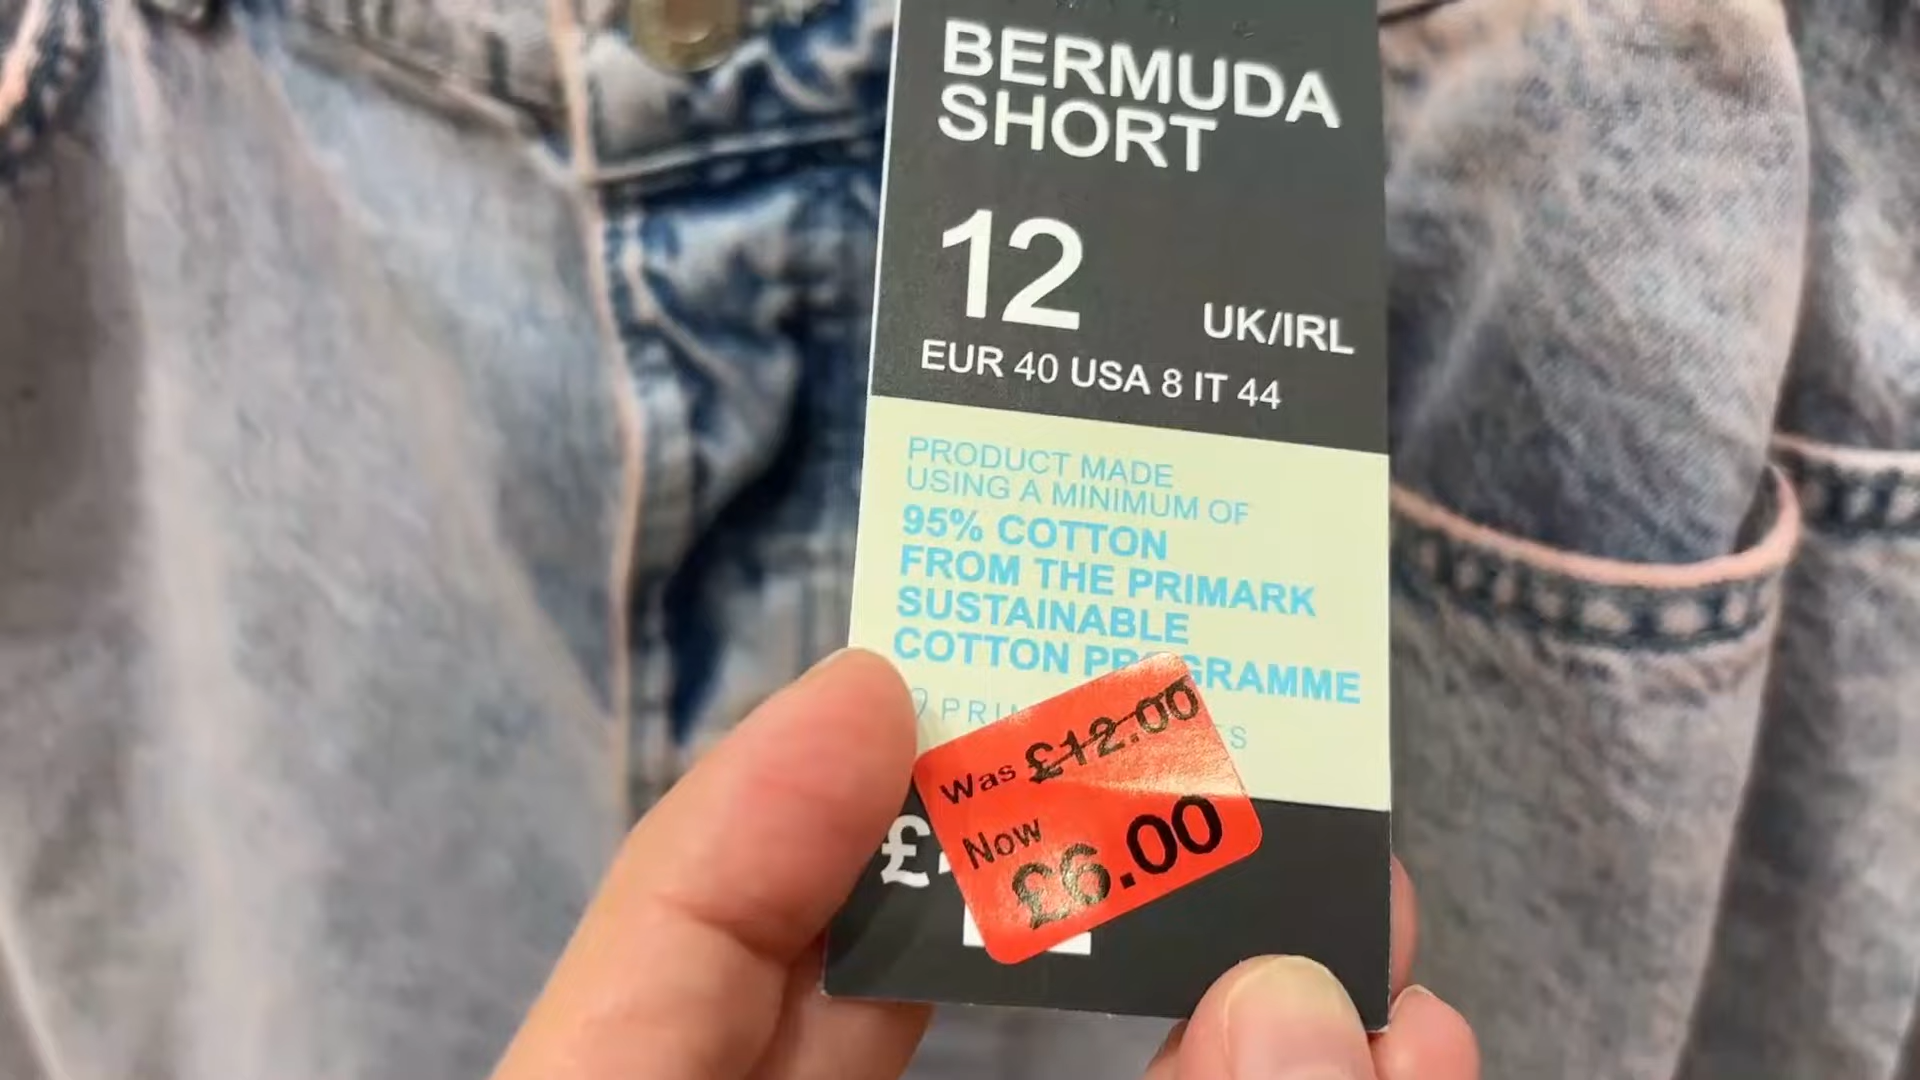 BERMUDA
SHORT
12
UK/IRL
EUR 40 USA 8 IT 44
PRODUCT MADE
USING A MINIMUM OF
95% COTTON
FROM THE PRIMARK
SUSTAINABLE
COTTON
Was £12.00
Now
£6.00
£